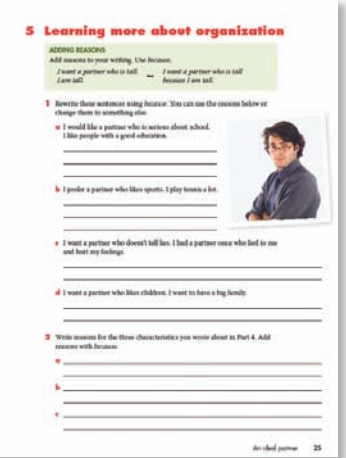 5 Learning more about organization
ADDING REASONS
Add reasons to your writing. Use because.
I want a partner who is tall → I want a partner who is tall
I am tall. because I am tall.
1 Rewrite these sentences using because. You can use the reasons below or
change them to something else.
a I would like a partner who is serious about school.
I like people with a good education.
b I prefer a partner who likes sports. I play tennis a lot.
c I want a partner who doesn't tell lies. I had a partner once who lied to me
and hurt my feelings.
d I want a partner who likes children. I want to have a big family.
2 Write reasons for the three characteristics you wrote about in Part 4. Add
reasons with because.
a
b
c
An ideal partner 25